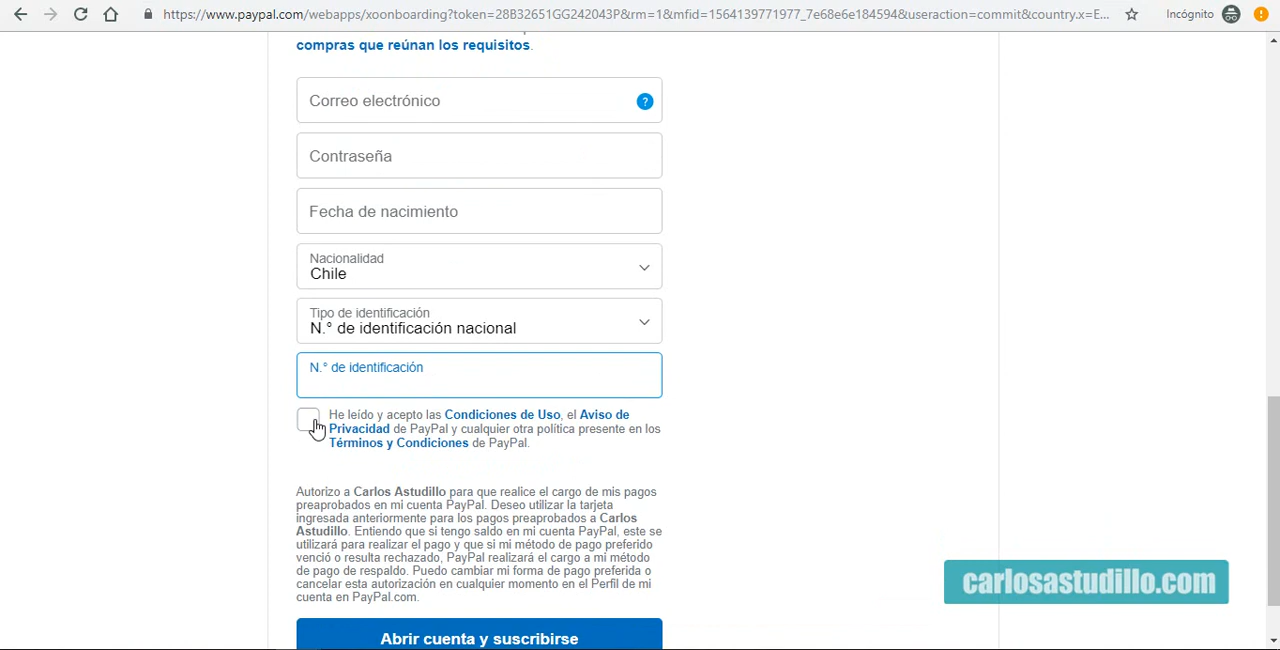 https://www.paypal.com/webapps/xoonboarding?token=28B32651GG242043P&rm=1&mfid=1564139771977_7e68e6e184594&useraction=commit&country.x=E...
Incógnito
compras que reúnan los requisitos.
Correo electrónico
?
Contraseña
Fecha de nacimiento
Nacionalidad
Chile
Tipo de identificación
N.° de identificación nacional
N.° de identificación
He leído y acepto las Condiciones de Uso, el Aviso de
Privacidad de PayPal y cualquier otra política presente en los
Términos y Condiciones de PayPal.
Autorizo a Carlos Astudillo para que realice el cargo de mis pagos
preaprobados en mi cuenta PayPal. Deseo utilizar la tarjeta
ingresada anteriormente para los pagos preaprobados a Carlos
Astudillo. Entiendo que si tengo saldo en mi cuenta PayPal, este se
utilizará para realizar el pago y que si mi método de pago preferido
venció o resulta rechazado, PayPal realizará el cargo a mi método
de pago de respaldo. Puedo cambiar mi forma de pago preferida o
cancelar esta autorización en cualquier momento en el Perfil de mi
cuenta en PayPal.com.
carlosastudillo.com
Abrir cuenta y suscribirse